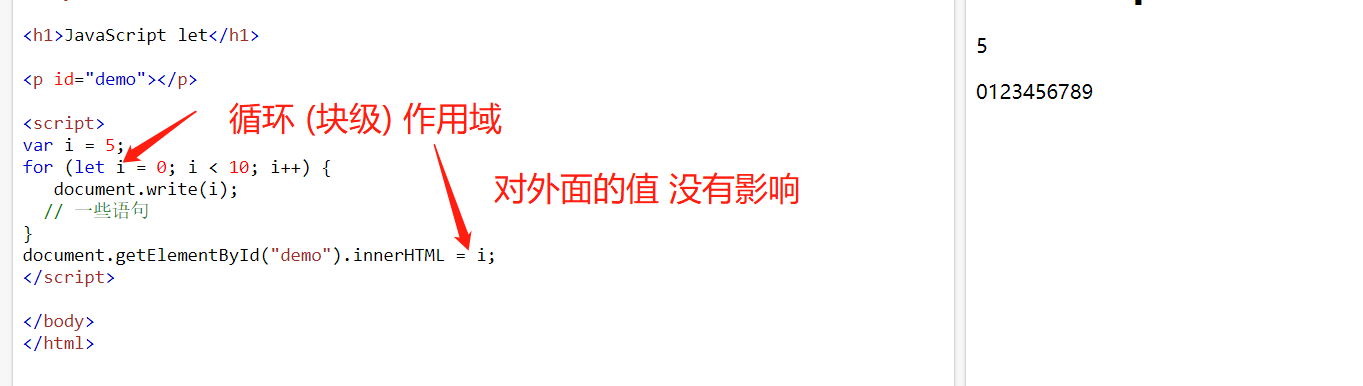 <h1>JavaScript let</h1>
<p id="demo"></p>
<script>
var i = 5;
for (let i = 0; i < 10; i++) {
document.write(i);
// 一些语句
}
document.getElementById("demo").innerHTML = i;
</script>
</body>
</html>
循环 (块级) 作用域
对外面的值 没有影响
5
0123456789